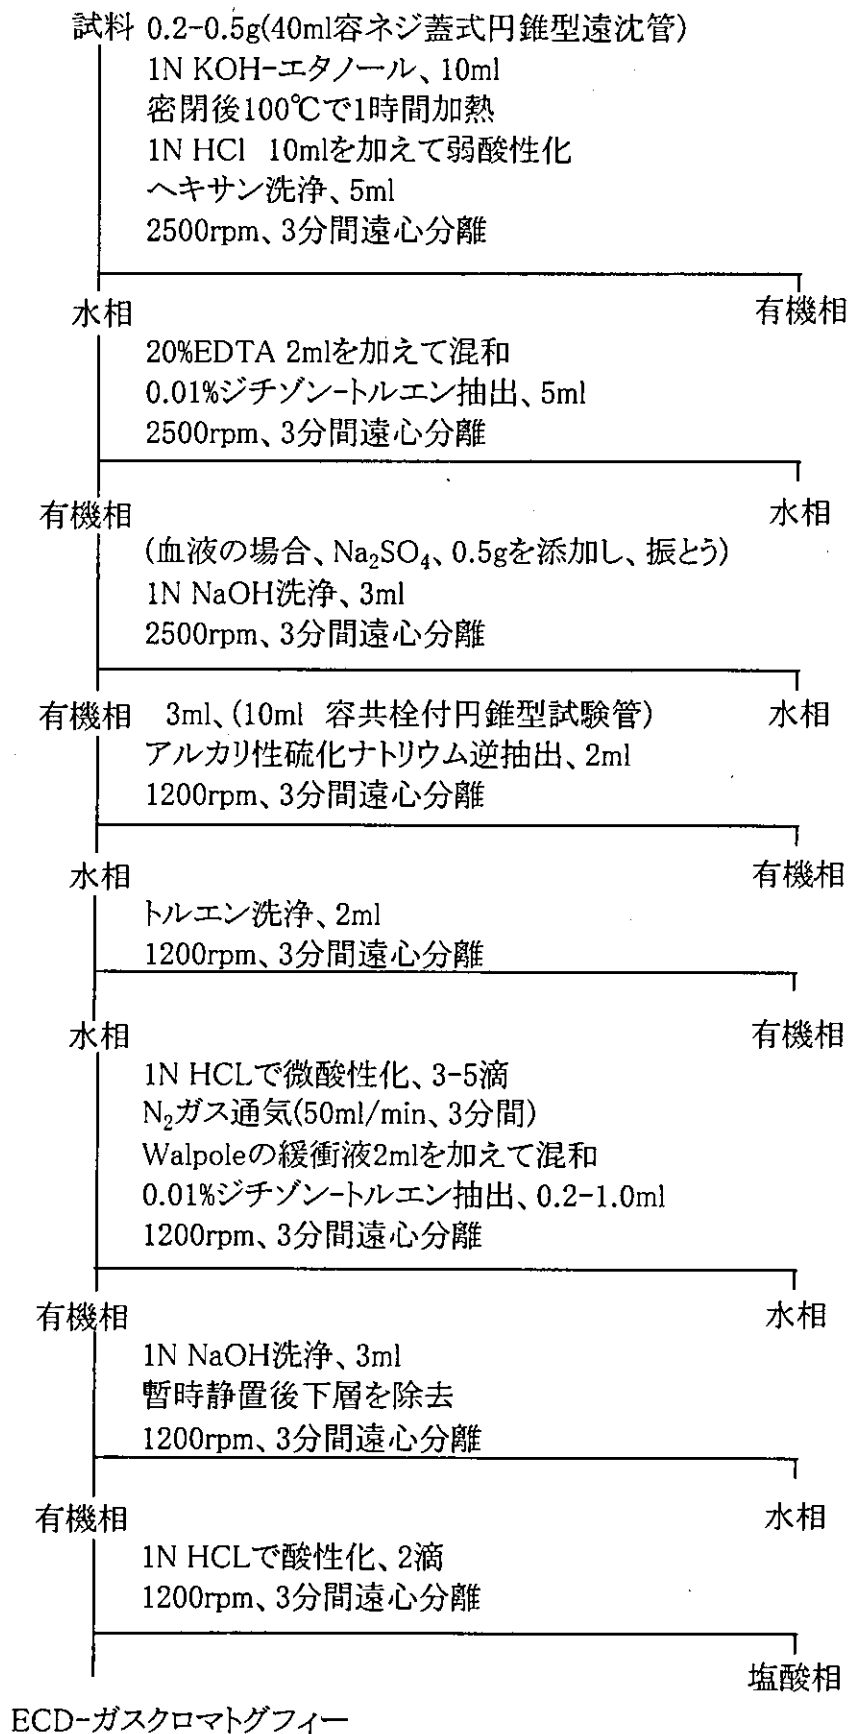 試料 0.2-0.5g(40ml容ネジ蓋式円錐型遠沈管)
1N KOH-エタノール、10ml
密閉後100℃で1時間加熱
1N HCl 10mlを加えて弱酸性化
ヘキサン洗浄、5ml
2500rpm、3分間遠心分離
水相 有機相
20%EDTA 2mlを加えて混和
0.01%ジチゾン-トルエン抽出、5ml
2500rpm、3分間遠心分離
有機相 水相
(血液の場合、Na₂SO₄、0.5gを添加し、振とう)
1N NaOH洗浄、3ml
2500rpm、3分間遠心分離
有機相 3ml、(10ml 容共栓付円錐型試験管) 水相
アルカリ性硫化ナトリウム逆抽出、2ml
1200rpm、3分間遠心分離
水相 有機相
トルエン洗浄、2ml
1200rpm、3分間遠心分離
水相 有機相
1N HCLで微酸性化、3-5滴
N₂ガス通気(50ml/min、3分間)
Walpoleの緩衝液2mlを加えて混和
0.01%ジチゾン-トルエン抽出、0.2-1.0ml
1200rpm、3分間遠心分離
有機相 水相
1N NaOH洗浄、3ml
暫時静置後下層を除去
1200rpm、3分間遠心分離
有機相 水相
1N HCLで酸性化、2滴
1200rpm、3分間遠心分離
塩酸相
ECD-ガスクロマトグフィー